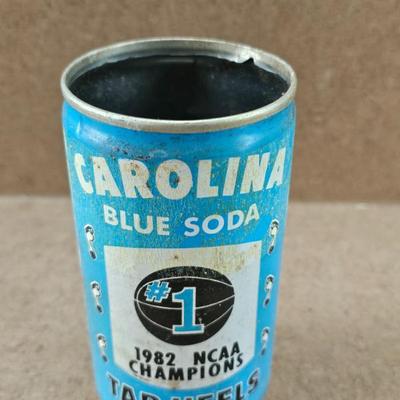 CAROLINA
BLUE SODA
#1
1982 NCAA
CHAMPIONS
TAR HEELS